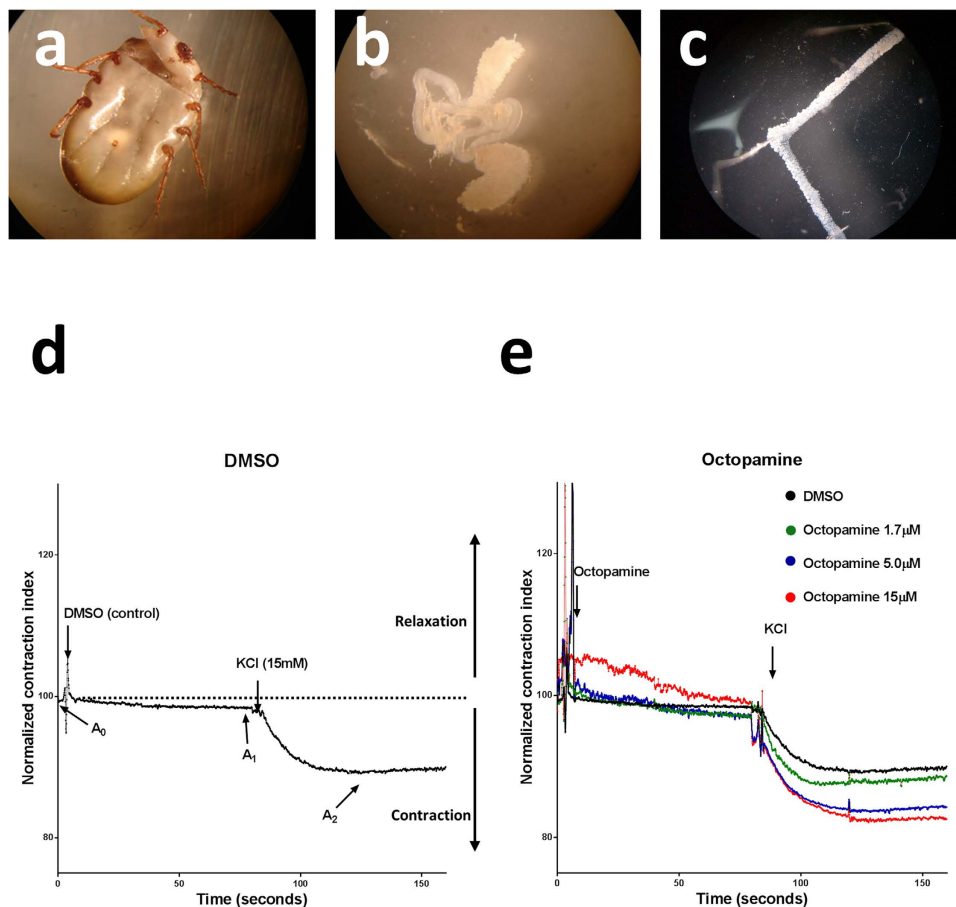 a
b
c
d
e
DMSO
Normalized contraction index
120
100
80
DMSO (control)
A₀
A₁
KCl (15mM)
A₂
Relaxation
Contraction
0
50
100
150
Time (seconds)
Octopamine
Normalized contraction index
120
100
80
DMSO
Octopamine 1.7μM
Octopamine 5.0μM
Octopamine 15μM
Octopamine
KCl
0
50
100
150
Time (seconds)